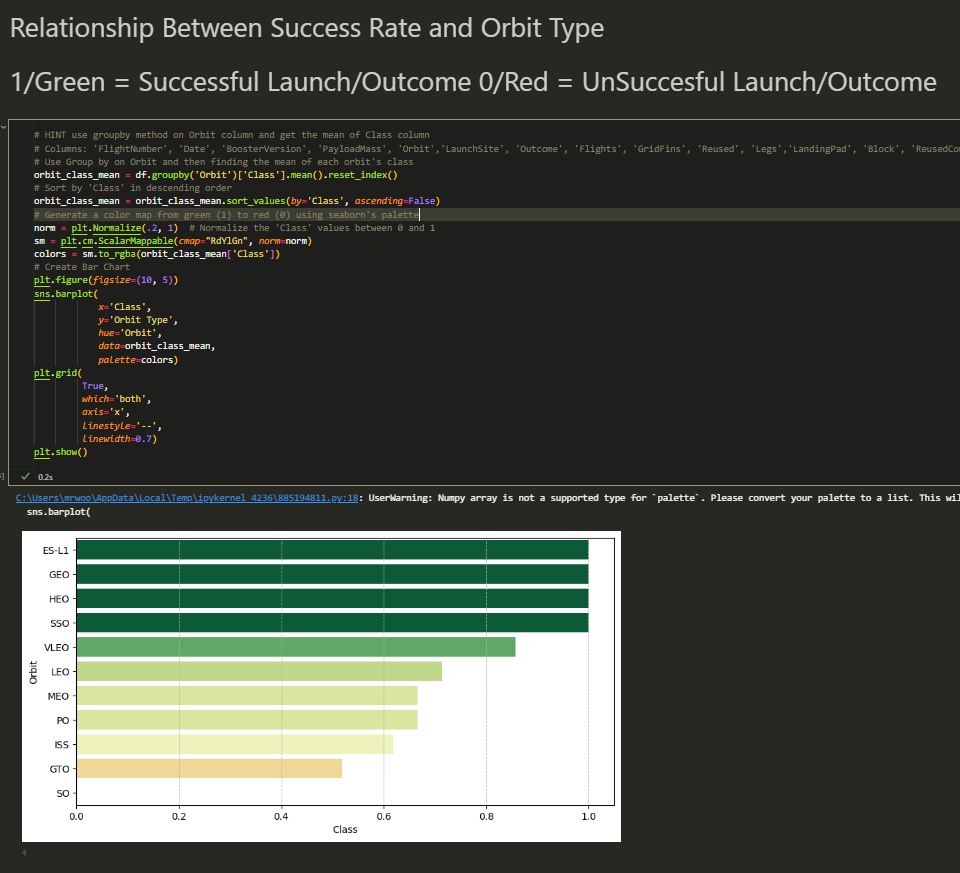 Relationship Between Success Rate and Orbit Type
1/Green = Successful Launch/Outcome 0/Red = UnSuccesful Launch/Outcome
# HINT use groupby method on Orbit column and get the mean of Class column
# Columns: 'FlightNumber', 'Date', 'BoosterVersion', 'PayloadMass', 'Orbit','LaunchSite', 'Outcome', 'Flights', 'GridFins', 'Reused', 'Legs','LandingPad', 'Block', 'ReusedCou
# Use Group by on Orbit and then finding the mean of each orbit's class
orbit_class_mean = df.groupby('Orbit')['Class'].mean().reset_index()
# Sort by 'Class' in descending order
orbit_class_mean = orbit_class_mean.sort_values(by='Class', ascending=False)
# Generate a color map from green (1) to red (0) using seaborn's palette
norm = plt.Normalize(.2, 1)  # Normalize the 'Class' values between 0 and 1
sm = plt.cm.ScalarMappable(cmap="RdYlGn", norm=norm)
colors = sm.to_rgba(orbit_class_mean['Class'])
# Create Bar Chart
plt.figure(figsize=(10, 5))
sns.barplot(
x='Class',
y='Orbit Type',
hue='Orbit',
data=orbit_class_mean,
palette=colors)
plt.grid(
True,
which='both',
axis='x',
linestyle='--',
linewidth=0.7)
plt.show()
0.2s
C:\Users\mrwoo\AppData\Local\Temp\ipykernel_4236\885194811.py:18: UserWarning: Numpy array is not a supported type for `palette`. Please convert your palette to a list. This wil
sns.barplot(
ES-L1
GEO
HEO
SSO
VLEO
LEO
MEO
PO
ISS
GTO
SO
Orbit
0.0 0.2 0.4 0.6 0.8 1.0
Class